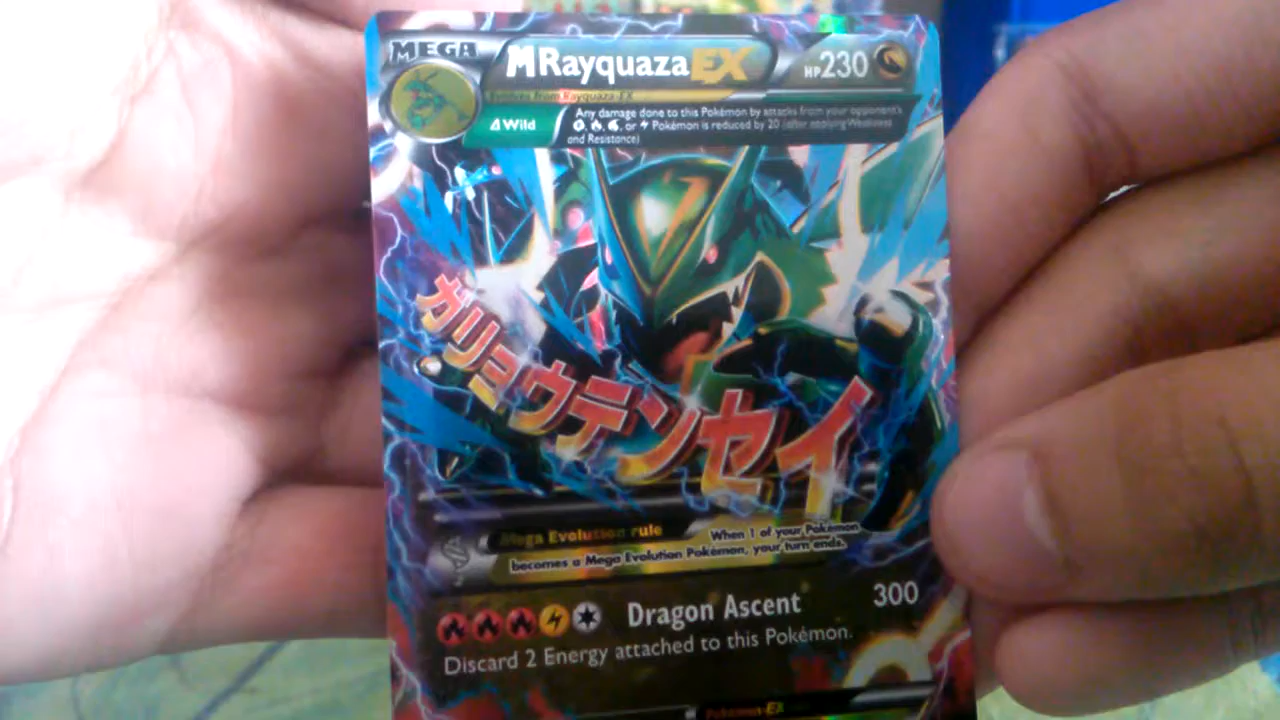 MEGA
M Rayquaza EX
HP 230
Evolves from Rayquaza-EX
Δ Wild
Any damage done to this Pokémon by attacks from your opponent's
or Pokémon is reduced by 20 (after applying Weakness
and Resistance)
ガリョウテンセイ
Mega Evolution rule
When 1 of your Pokémon
becomes a Mega Evolution Pokémon, your turn ends.
Dragon Ascent 300
Discard 2 Energy attached to this Pokémon.
Pokémon-EX